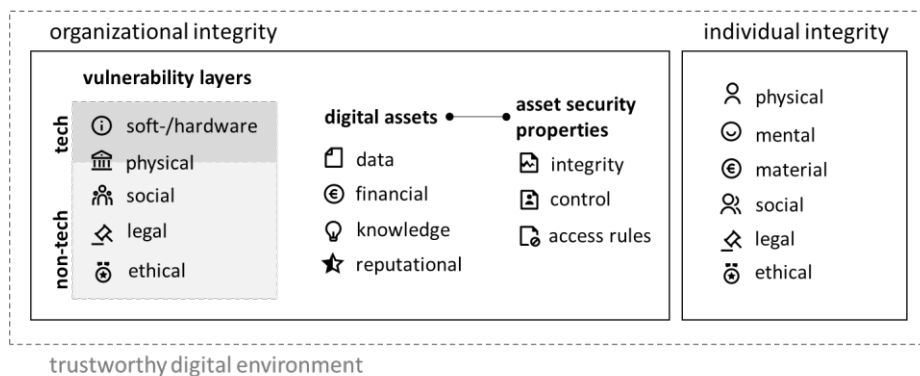 organizational integrity
vulnerability layers
tech
non-tech
soft-/hardware
physical
social
legal
ethical
digital assets
data
financial
knowledge
reputational
asset security
properties
integrity
control
access rules
individual integrity
physical
mental
material
social
legal
ethical
trustworthy digital environment